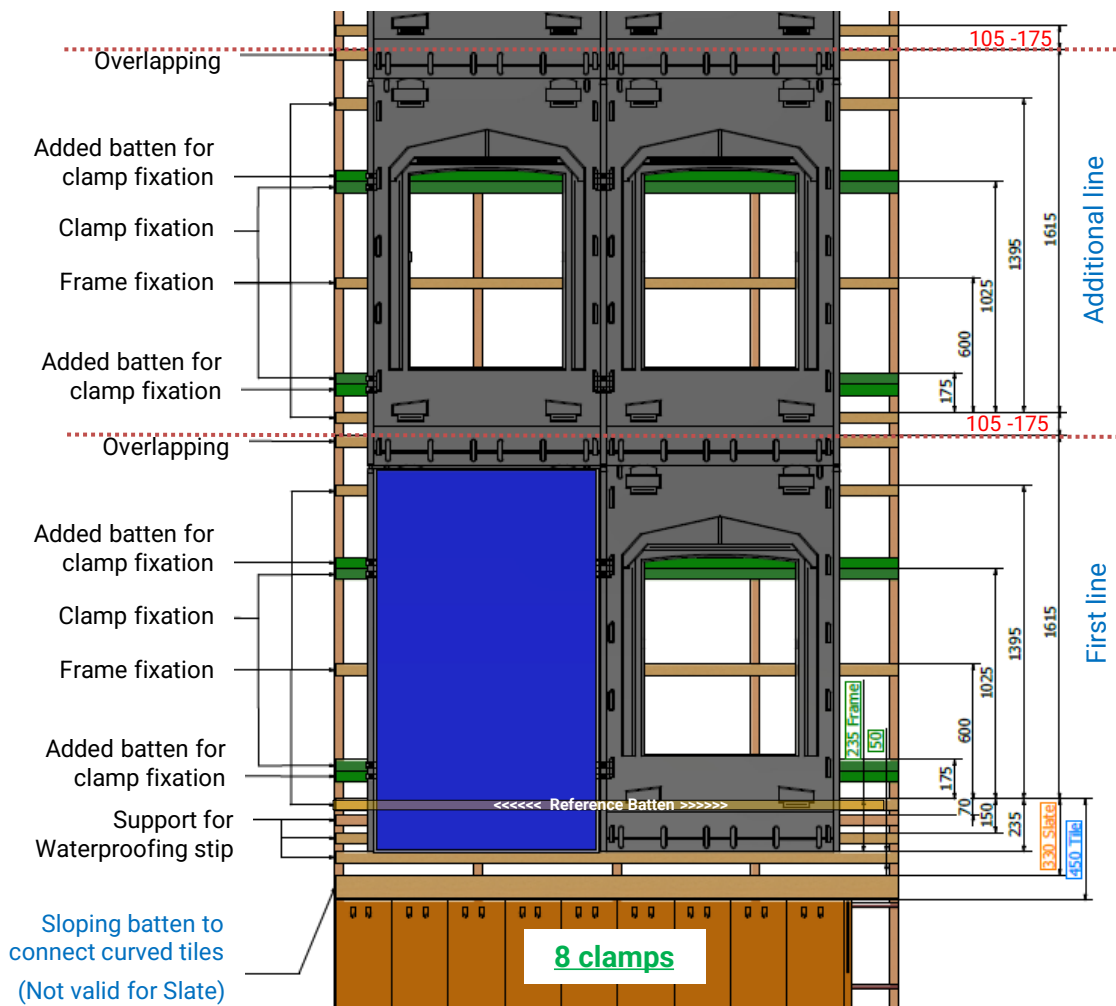 105 -175
Overlapping
Added batten for
clamp fixation
Clamp fixation
Frame fixation
Added batten for
clamp fixation
1615
1395
1025
600
175
Additional line
105 -175
Overlapping
Added batten for
clamp fixation
Clamp fixation
Frame fixation
Added batten for
clamp fixation
1615
1395
1025
600
175
First line
235 Frame
50
<<<<<< Reference Batten >>>>>>
Support for
Waterproofing stip
70
150
235
330 Slate
450 Tile
Sloping batten to
connect curved tiles
(Not valid for Slate)
8 clamps